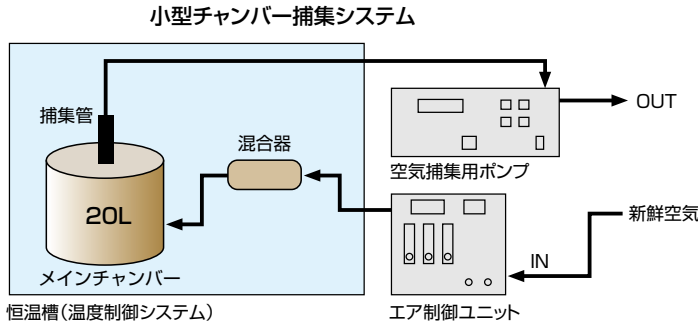 小型チャンバー捕集システム
捕集管
混合器
20L
メインチャンバー
恒温槽(温度制御システム)
OUT
空気捕集用ポンプ
新鮮空気
IN
エア制御ユニット